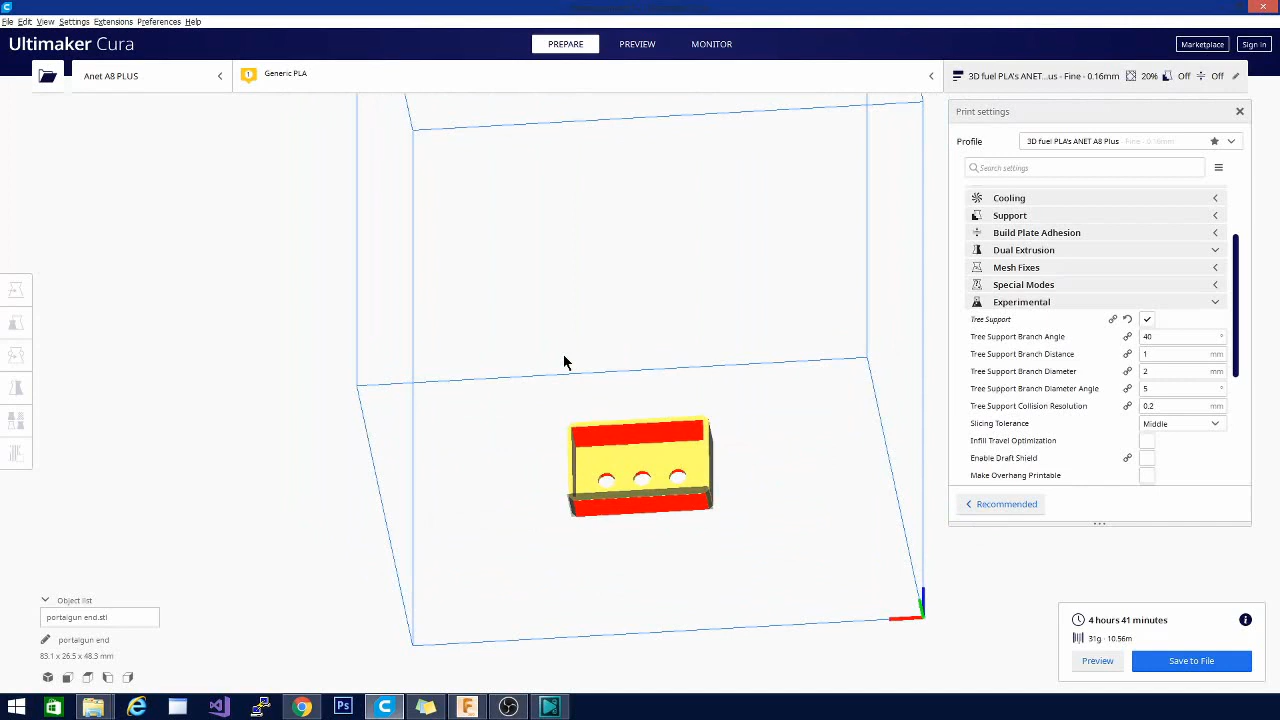 File Edit View Settings Extensions Preferences Help
Ultimaker Cura
PREPARE
PREVIEW
MONITOR
Marketplace
Sign in
Anet A8 PLUS
1
Generic PLA
3D fuel PLA's ANET...us - Fine - 0.16mm
20%
Off
Off
Print settings
Profile
3D fuel PLA's ANET A8 Plus - Fine - 0.16mm
Search settings
Cooling
Support
Build Plate Adhesion
Dual Extrusion
Mesh Fixes
Special Modes
Experimental
Tree Support
Tree Support Branch Angle 40 °
Tree Support Branch Distance 1 mm
Tree Support Branch Diameter 2 mm
Tree Support Branch Diameter Angle 5 °
Tree Support Collision Resolution 0.2 mm
Slicing Tolerance Middle
Infill Travel Optimization
Enable Draft Shield
Make Overhang Printable
Recommended
Object list
portalgun end.stl
portalgun end
83.1 x 26.5 x 48.3 mm
4 hours 41 minutes
31g · 10.56m
Preview
Save to File